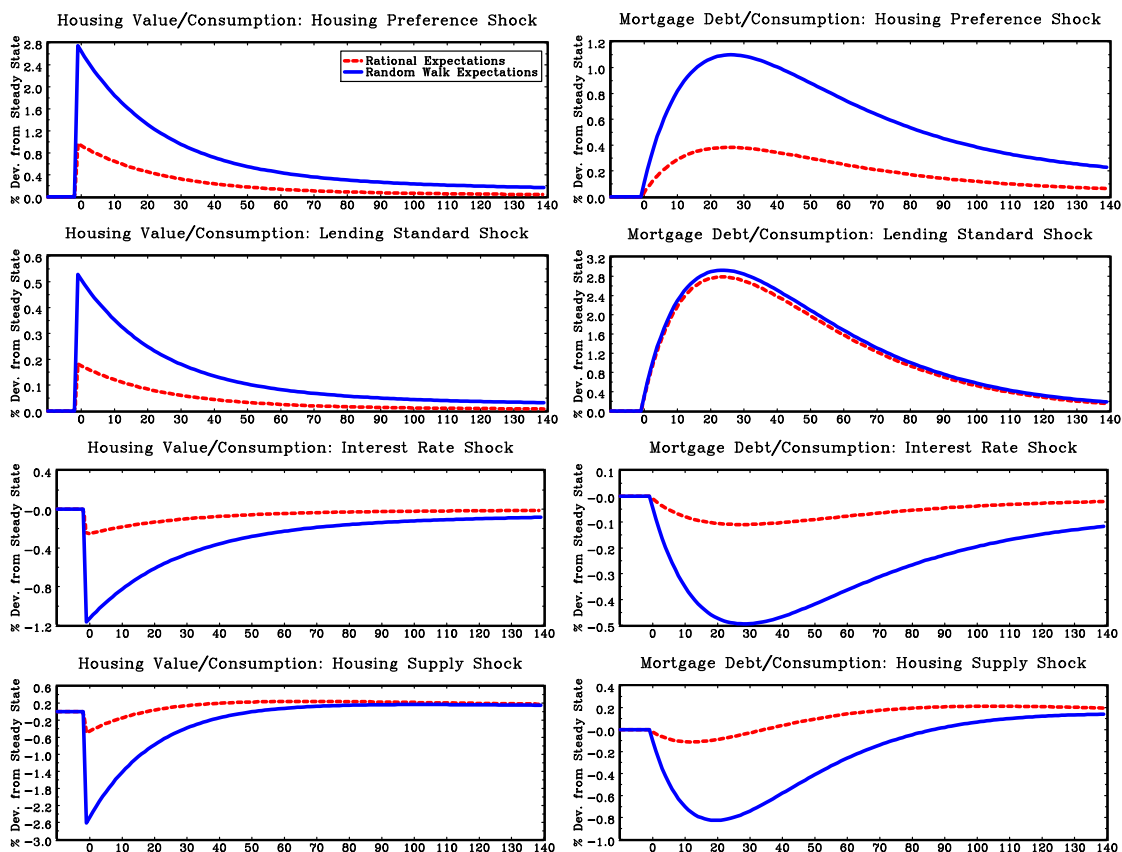 Housing Value/Consumption: Housing Preference Shock
% Dev. from Steady State
2.8
2.4
2.0
1.6
1.2
0.8
0.4
0.0
Rational Expectations
Random Walk Expectations
0 10 20 30 40 50 60 70 80 90 100 110 120 130 140
Mortgage Debt/Consumption: Housing Preference Shock
% Dev. from Steady State
1.2
1.0
0.8
0.6
0.4
0.2
0.0
0 10 20 30 40 50 60 70 80 90 100 110 120 130 140
Housing Value/Consumption: Lending Standard Shock
% Dev. from Steady State
0.6
0.5
0.4
0.3
0.2
0.1
0.0
0 10 20 30 40 50 60 70 80 90 100 110 120 130 140
Mortgage Debt/Consumption: Lending Standard Shock
% Dev. from Steady State
3.2
2.8
2.4
2.0
1.6
1.2
0.8
0.4
0.0
0 10 20 30 40 50 60 70 80 90 100 110 120 130 140
Housing Value/Consumption: Interest Rate Shock
% Dev. from Steady State
0.4
-0.0
-0.4
-0.8
-1.2
0 10 20 30 40 50 60 70 80 90 100 110 120 130 140
Mortgage Debt/Consumption: Interest Rate Shock
% Dev. from Steady State
0.1
-0.0
-0.1
-0.2
-0.3
-0.4
-0.5
0 10 20 30 40 50 60 70 80 90 100 110 120 130 140
Housing Value/Consumption: Housing Supply Shock
% Dev. from Steady State
0.6
0.2
-0.2
-0.6
-1.0
-1.4
-1.8
-2.2
-2.6
-3.0
0 10 20 30 40 50 60 70 80 90 100 110 120 130 140
Mortgage Debt/Consumption: Housing Supply Shock
% Dev. from Steady State
0.4
0.2
-0.0
-0.2
-0.4
-0.6
-0.8
-1.0
0 10 20 30 40 50 60 70 80 90 100 110 120 130 140